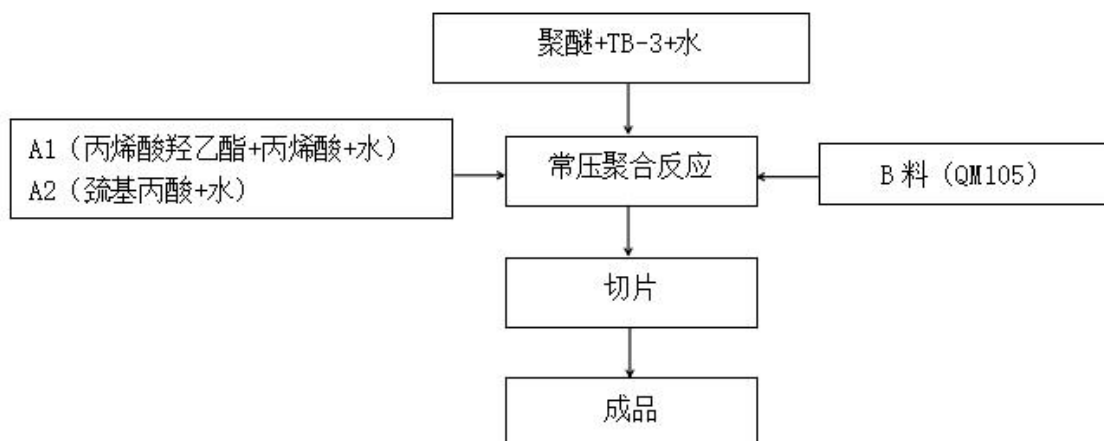 聚醚+TB-3+水
A1（丙烯酸羟乙酯+丙烯酸+水）
A2（巯基丙酸+水）
常压聚合反应
B 料（QM105）
切片
成品